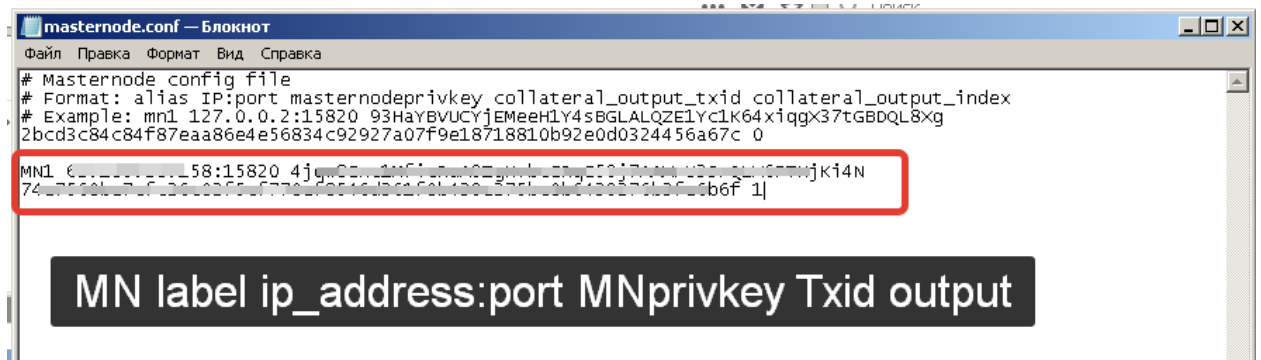 masternode.conf — Блокнот
Файл Правка Формат Вид Справка
# Masternode config file
# Format: alias IP:port masternodeprivkey collateral_output_txid collateral_output_index
# Example: mn1 127.0.0.2:15820 93HaYBVUCYjEMeeH1Y4sBGLALQZE1Yc1K64xiqgX37tGBDQL8Xg
2bcd3c84c84f87eaa86e4e56834c92927a07f9e18718810b92e0d0324456a67c 0
MN1
1
MN label ip_address:port MNprivkey Txid output